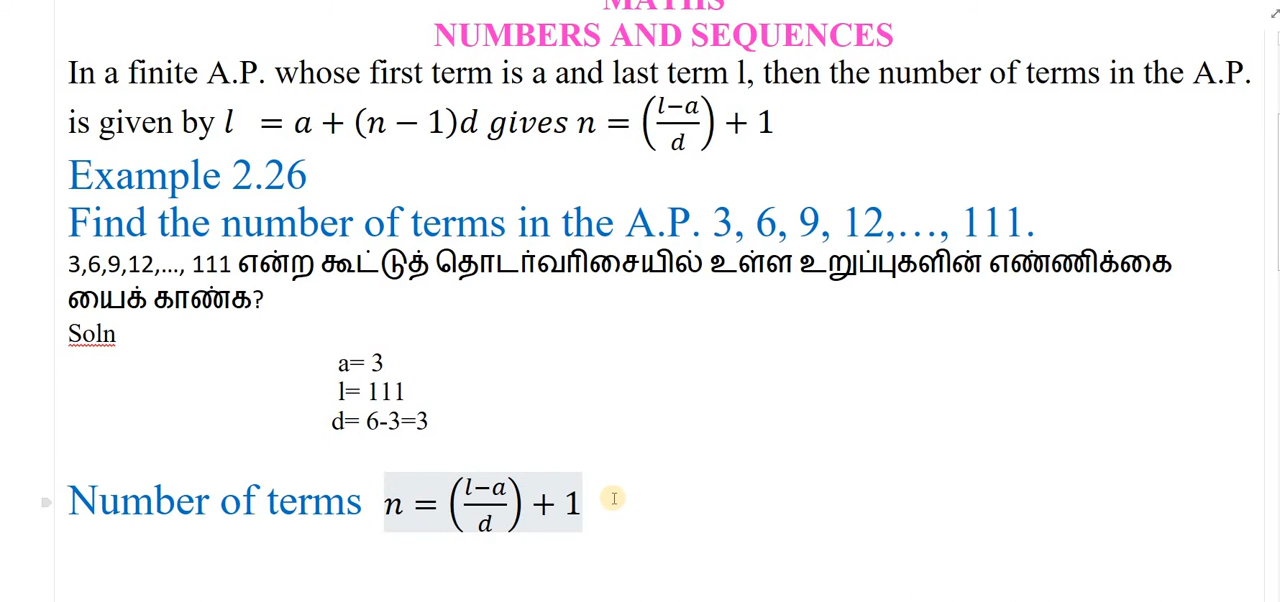 MATHS
NUMBERS AND SEQUENCES
In a finite A.P. whose first term is a and last term l, then the number of terms in the A.P.
is given by l = a + (n − 1)d gives n = (l−a/d) + 1
Example 2.26
Find the number of terms in the A.P. 3, 6, 9, 12,…, 111.
3,6,9,12,…, 111 என்ற கூட்டுத் தொடர்வரிசையில் உள்ள உறுப்புகளின் எண்ணிக்கை
யைக் காண்க?
Soln
a= 3
l= 111
d= 6-3=3
Number of terms n = (l−a/d) + 1